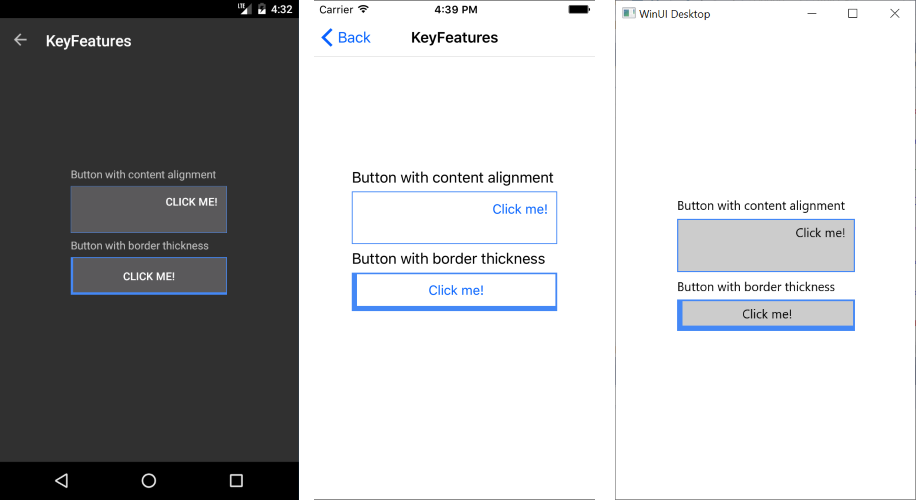 LTE 4:32
KeyFeatures
Button with content alignment
CLICK ME!
Button with border thickness
CLICK ME!
Carrier 4:39 PM
Back KeyFeatures
Button with content alignment
Click me!
Button with border thickness
Click me!
WinUI Desktop
Button with content alignment
Click me!
Button with border thickness
Click me!